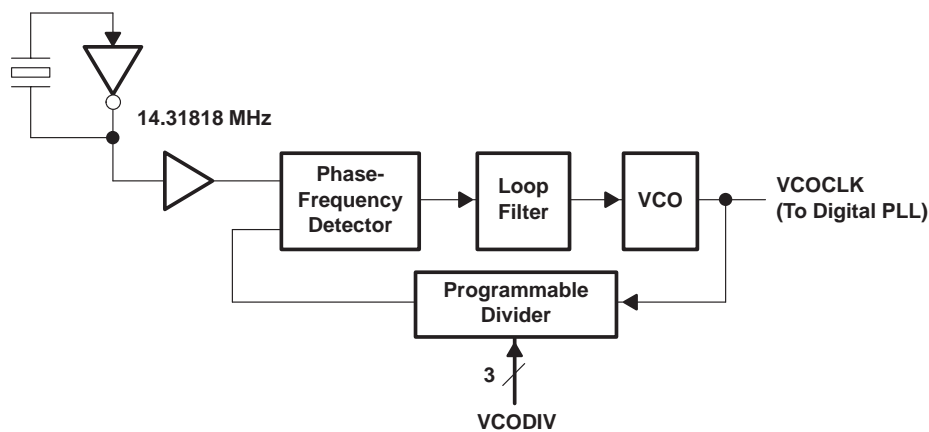 14.31818 MHz
Phase-
Frequency
Detector
Loop
Filter
VCO
VCOCLK
(To Digital PLL)
Programmable
Divider
3
VCODIV